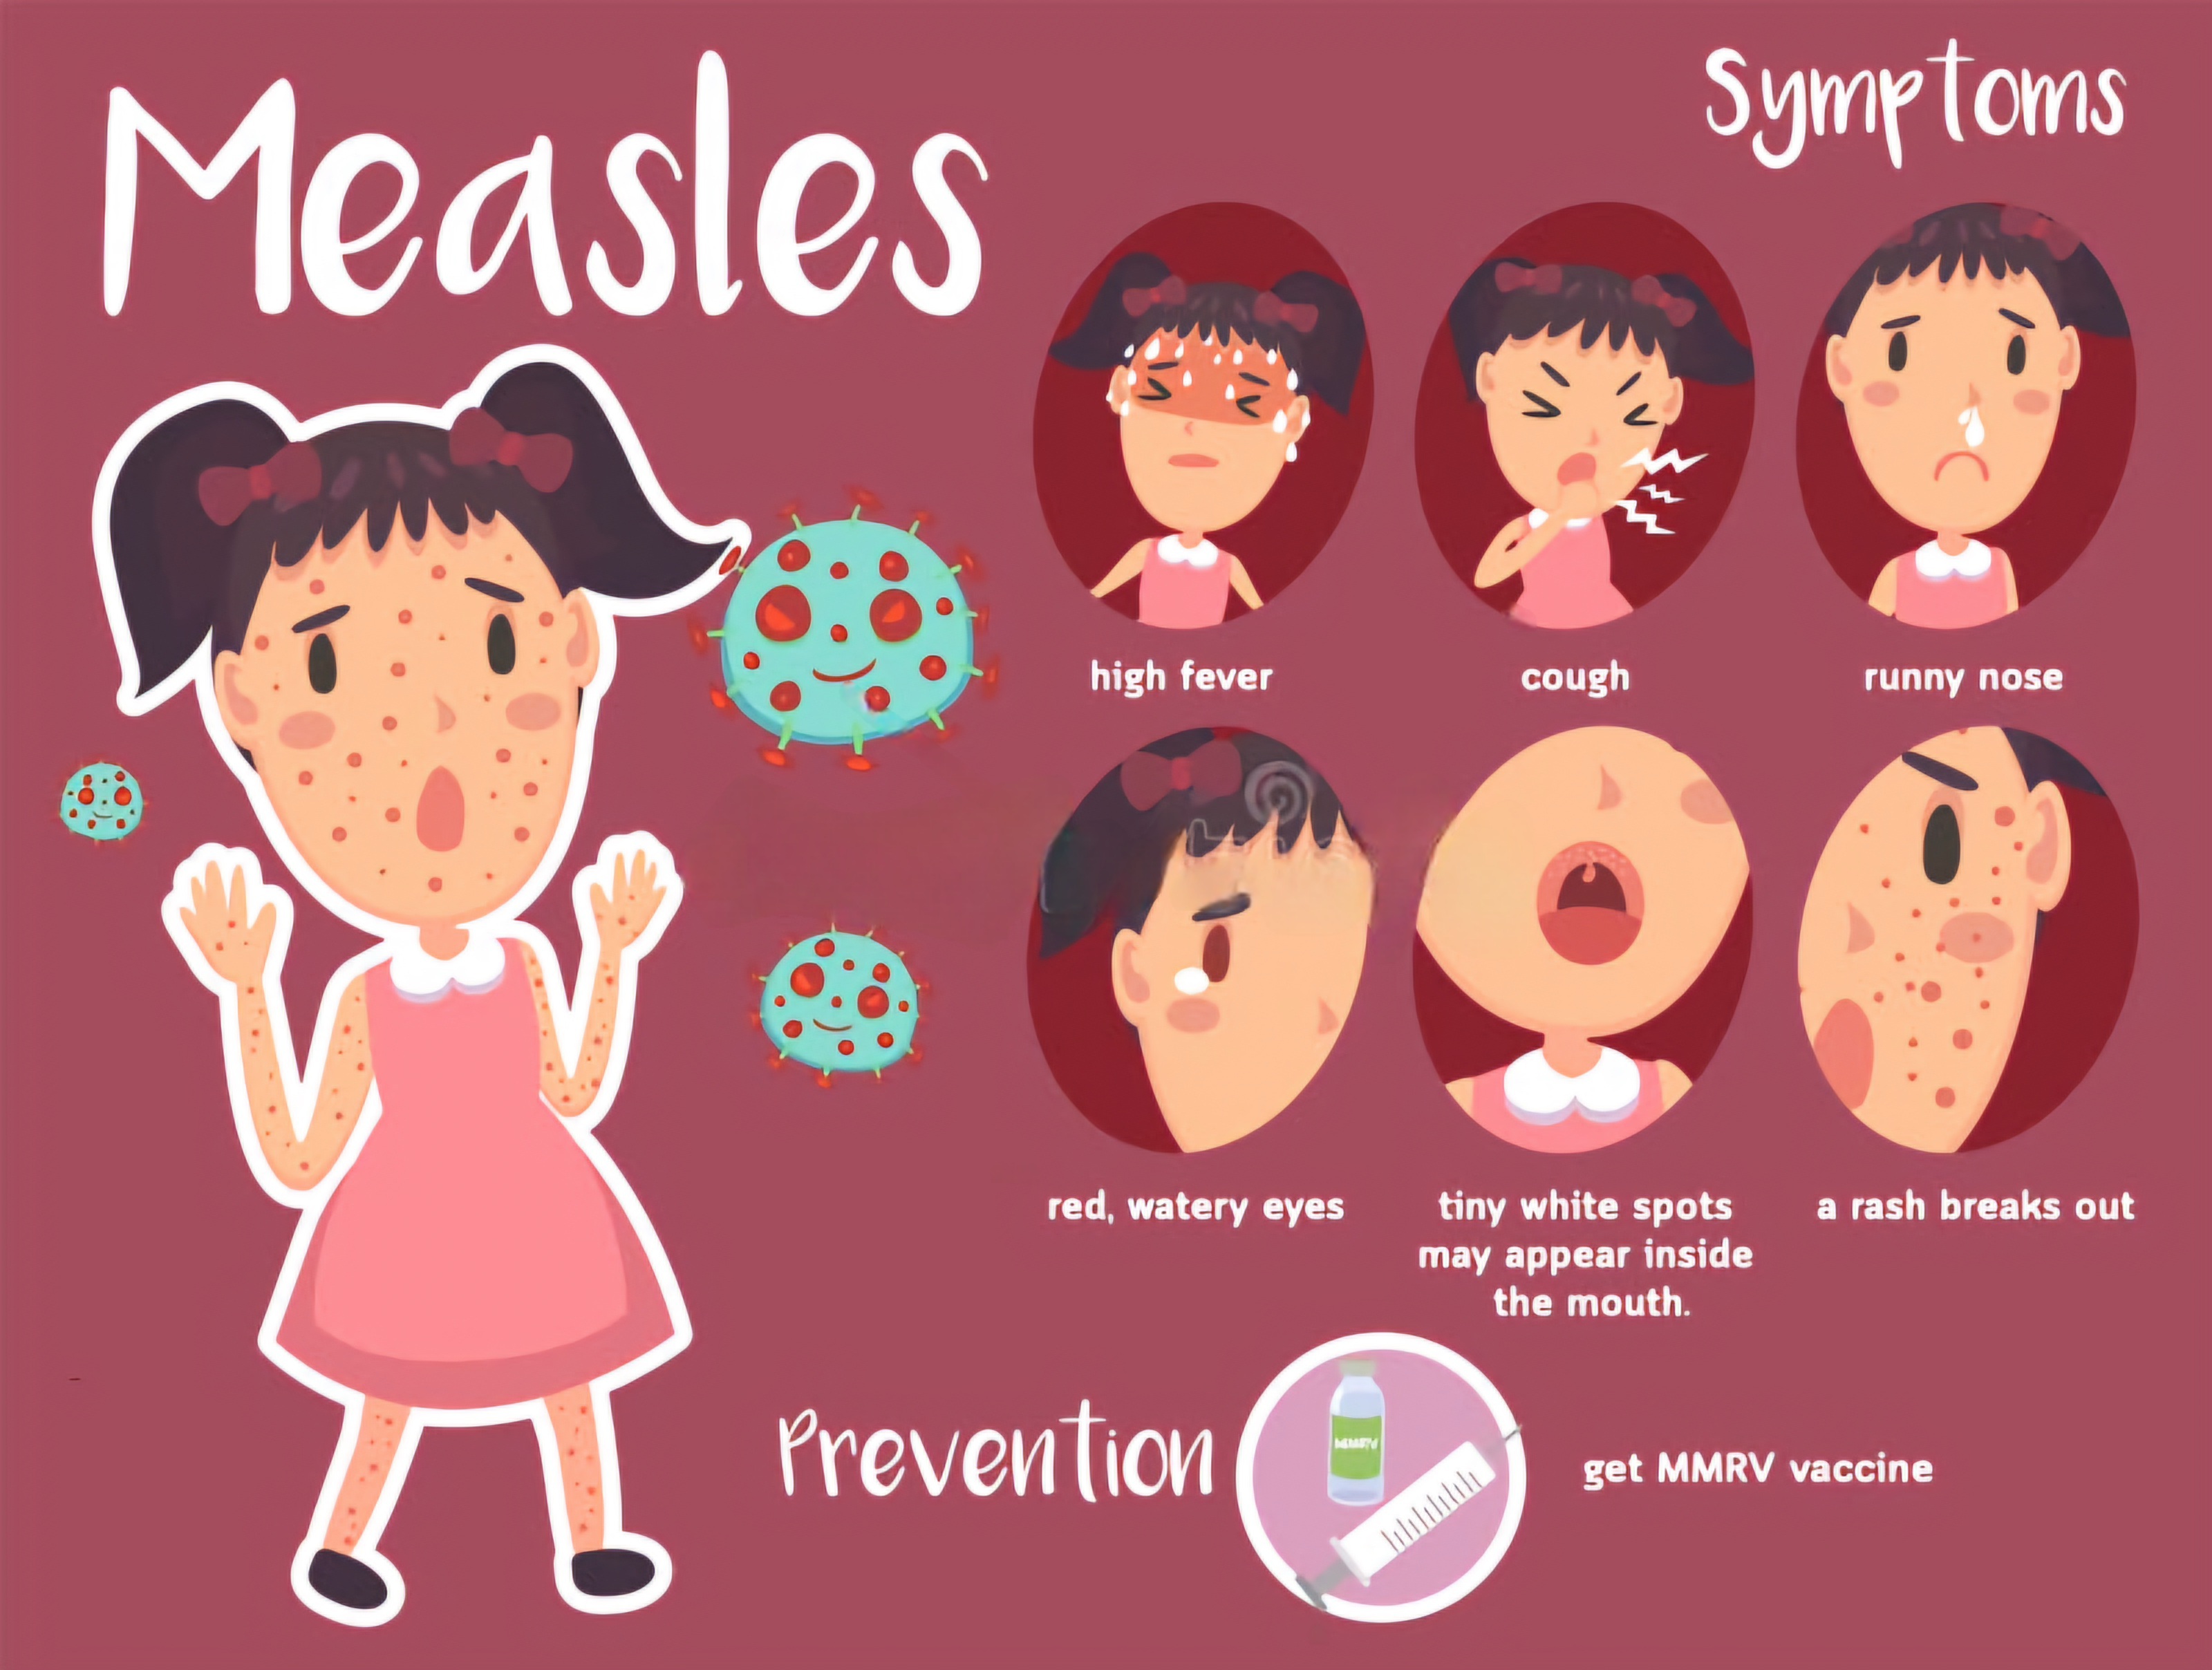 Measles
Symptoms
high fever
cough
runny nose
red, watery eyes
tiny white spots
may appear inside
the mouth.
a rash breaks out
Prevention
MMRV
get MMRV vaccine